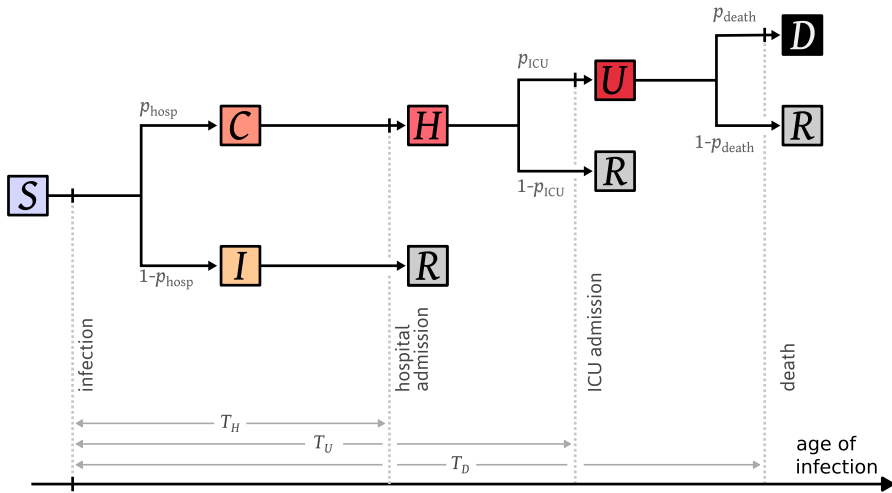 p_death
D
p_ICU
U
p_hosp
C
H
R
1-p_death
R
1-p_ICU
S
I
R
1-p_hosp
infection
hospital
admission
ICU admission
death
T_H
T_U
T_D
age of
infection